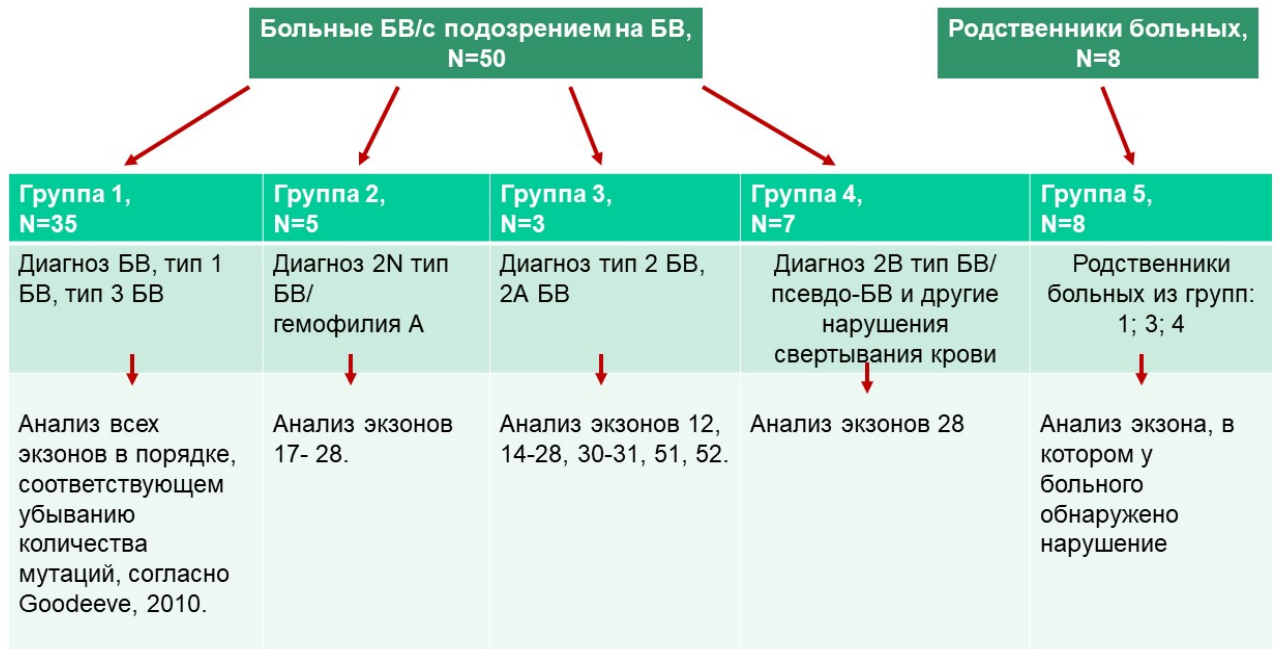 Больные БВ/с подозрением на БВ,
N=50
Родственники больных,
N=8
Группа 1,
N=35
Группа 2,
N=5
Группа 3,
N=3
Группа 4,
N=7
Группа 5,
N=8
Диагноз БВ, тип 1
БВ, тип 3 БВ
Диагноз 2N тип
БВ/
гемофилия А
Диагноз тип 2 БВ,
2А БВ
Диагноз 2В тип БВ/
псевдо-БВ и другие
нарушения
свертывания крови
Родственники
больных из групп:
1; 3; 4
Анализ всех
экзонов в порядке,
соответствующем
убыванию
количества
мутаций, согласно
Goodeeve, 2010.
Анализ экзонов
17- 28.
Анализ экзонов 12,
14-28, 30-31, 51, 52.
Анализ экзонов 28
Анализ экзона, в
котором у
больного
обнаружено
нарушение